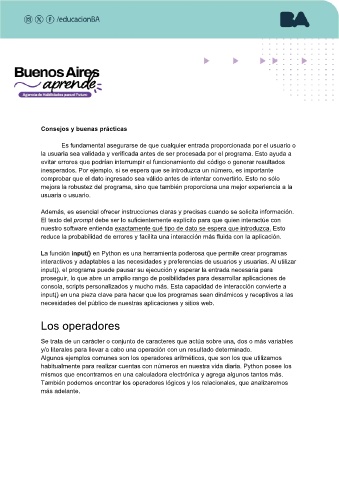 /educacionBA
BA
Buenos Aires
aprende
Agencia de Habilidades para el Futuro
Consejos y buenas prácticas
Es fundamental asegurarse de que cualquier entrada proporcionada por el usuario o
la usuaria sea validada y verificada antes de ser procesada por el programa. Esto ayuda a
evitar errores que podrían interrumpir el funcionamiento del código o generar resultados
inesperados. Por ejemplo, si se espera que se introduzca un número, es importante
comprobar que el dato ingresado sea válido antes de intentar convertirlo. Esto no sólo
mejora la robustez del programa, sino que también proporciona una mejor experiencia a la
usuaria o usuario.
Además, es esencial ofrecer instrucciones claras y precisas cuando se solicita información.
El texto del prompt debe ser lo suficientemente explícito para que quien interactúe con
nuestro software entienda exactamente qué tipo de dato se espera que introduzca. Esto
reduce la probabilidad de errores y facilita una interacción más fluida con la aplicación.
La función input() en Python es una herramienta poderosa que permite crear programas
interactivos y adaptables a las necesidades y preferencias de usuarios y usuarias. Al utilizar
input(), el programa puede pausar su ejecución y esperar la entrada necesaria para
proseguir, lo que abre un amplio rango de posibilidades para desarrollar aplicaciones de
consola, scripts personalizados y mucho más. Esta capacidad de interacción convierte a
input() en una pieza clave para hacer que los programas sean dinámicos y receptivos a las
necesidades del público de nuestras aplicaciones y sitios web.
Los operadores
Se trata de un carácter o conjunto de caracteres que actúa sobre una, dos o más variables
y/o literales para llevar a cabo una operación con un resultado determinado.
Algunos ejemplos comunes son los operadores aritméticos, que son los que utilizamos
habitualmente para realizar cuentas con números en nuestra vida diaria. Python posee los
mismos que encontramos en una calculadora electrónica y agrega algunos tantos más.
También podemos encontrar los operadores lógicos y los relacionales, que analizaremos
más adelante.